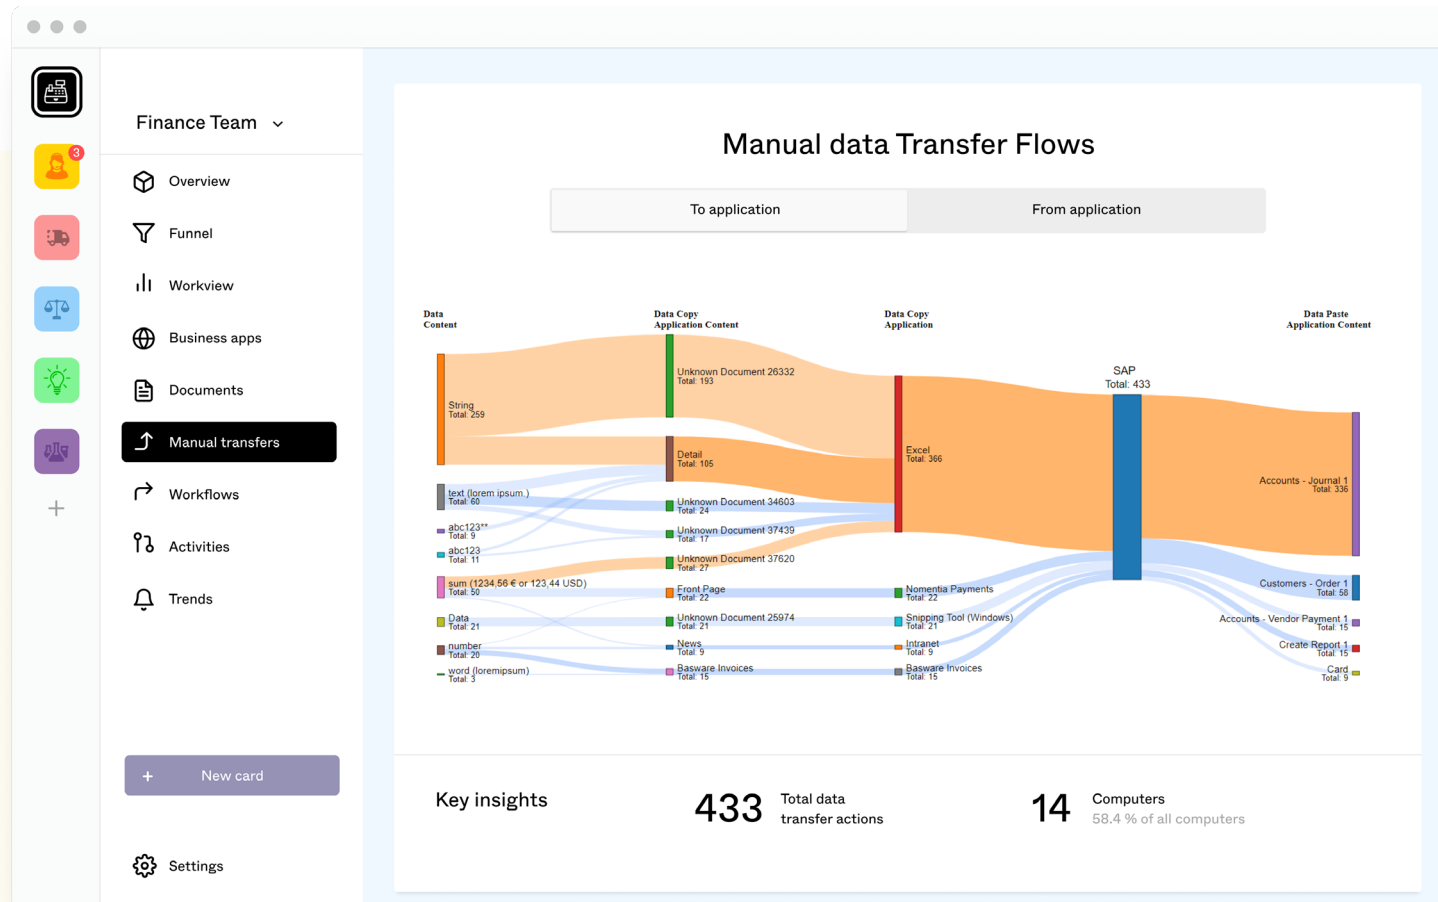 3
Finance Team
Overview
Funnel
Workview
Business apps
Documents
Manual transfers
Workflows
Activities
Trends
+ New card
Settings
Manual data Transfer Flows
To application
From application
Data
Content
Data Copy
Application Content
Data Copy
Application
Data Paste
Application Content
String
Total: 259
text (lorem ipsum.)
Total: 60
abc123**
Total: 9
abc123
Total: 11
sum (1234,56 € or 123,44 USD)
Total: 50
Data
Total: 21
number
Total: 20
word (loremipsum)
Total: 3
Unknown Document 26332
Total: 193
Detail
Total: 105
Unknown Document 34603
Total: 24
Unknown Document 37439
Total: 17
Unknown Document 37620
Total: 27
Front Page
Total: 22
Unknown Document 25974
Total: 21
News
Total: 9
Basware Invoices
Total: 15
Excel
Total: 366
Nomentia Payments
Total: 22
Snipping Tool (Windows)
Total: 21
Intranet
Total: 9
Basware Invoices
Total: 15
SAP
Total: 433
Accounts - Journal 1
Total: 336
Customers - Order 1
Total: 58
Accounts - Vendor Payment 1
Total: 15
Create Report 1
Total: 15
Card
Total: 9
Key insights
433
Total data
transfer actions
14
Computers
58.4 % of all computers